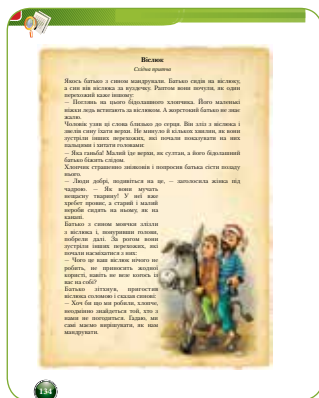 Віслюк
Східна притча
Якось батько з сином мандрували. Батько сидів на віслюку,
а син вів віслюка за вуздечку. Раптом вони почули, як один
перехожий каже іншому:
— Поглянь на цього бідолашного хлопчика. Його маленькі
ніжки ледь встигають за віслюком. А жорстокий батько не знає
жалю.
Чоловік узяв ці слова близько до серця. Він зліз з віслюка і
звелів сину їхати верхи. Не минуло й кількох хвилин, як вони
зустріли інших перехожих, які почали показувати на них
пальцями і хитати головами:
— Яка ганьба! Малий їде верхи, як султан, а його бідолашний
батько біжить слідом.
Хлопчик страшенно зніяковів і попросив батька сісти позаду
нього.
— Люди добрі, подивіться на це, — заголосила жінка під
чадрою. — Як вони мучать
нещасну тварину! У неї вже
хребет провис, а старий і малий
нероби сидять на ньому, як на
канапі.
Батько з сином мовчки злізли
з віслюка і, понуривши голови,
побрели далі. За рогом вони
зустріли інших перехожих, які
почали насміхатися з них:
— Чого це ваш віслюк нічого не
робить, не приносить жодної
користі, навіть не везе когось із
вас на собі?
Батько зітхнув, пригостив
віслюка соломою і сказав синові:
— Хоч би що ми робили, хлопче,
неодмінно знайдеться той, хто з
нами не погодиться. Гадаю, ми
самі маємо вирішувати, як нам
мандрувати.
134